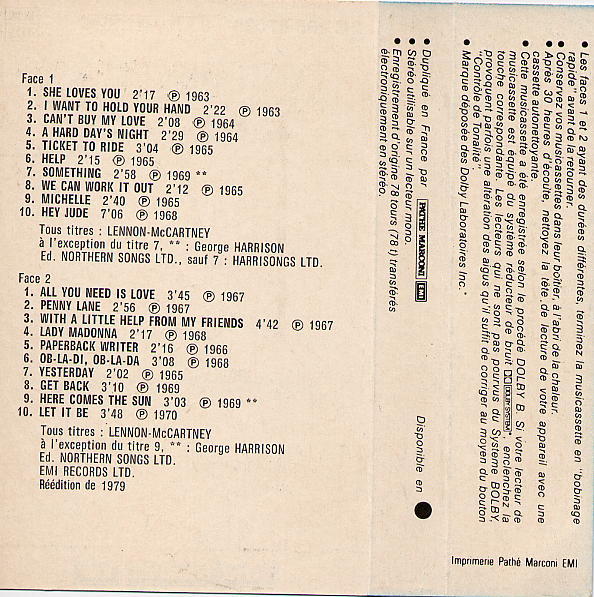 Face 1
1. SHE LOVES YOU 2'17 ℗ 1963
2. I WANT TO HOLD YOUR HAND 2'22 ℗ 1963
3. CAN'T BUY MY LOVE 2'08 ℗ 1964
4. A HARD DAY'S NIGHT 2'29 ℗ 1964
5. TICKET TO RIDE 3'04 ℗ 1965
6. HELP 2'15 ℗ 1965
7. SOMETHING 2'58 ℗ 1969 **
8. WE CAN WORK IT OUT 2'12 ℗ 1965
9. MICHELLE 2'40 ℗ 1965
10. HEY JUDE 7'06 ℗ 1968
Tous titres : LENNON-McCARTNEY
à l'exception du titre 7, ** : George HARRISON
Ed. NORTHERN SONGS LTD., sauf 7 : HARRISONGS LTD.
Face 2
1. ALL YOU NEED IS LOVE 3'45 ℗ 1967
2. PENNY LANE 2'56 ℗ 1967
3. WITH A LITTLE HELP FROM MY FRIENDS 4'42 ℗ 1967
4. LADY MADONNA 2'17 ℗ 1968
5. PAPERBACK WRITER 2'16 ℗ 1966
6. OB-LA-DI, OB-LA-DA 3'08 ℗ 1968
7. YESTERDAY 2'02 ℗ 1965
8. GET BACK 3'10 ℗ 1969
9. HERE COMES THE SUN 3'03 ℗ 1969 **
10. LET IT BE 3'48 ℗ 1970
Tous titres : LENNON-McCARTNEY
à l'exception du titre 9, ** : George HARRISON
Ed. NORTHERN SONGS LTD.
EMI RECORDS LTD.
Réédition de 1979
• Les faces 1 et 2 ayant des durées différentes, terminez la musicassette en "bobinage
rapide" avant de la retourner.
• Conservez vos musicassettes dans leur boîtier, à l'abri de la chaleur.
• Après 30 heures d'écoute, nettoyez la tête de lecture de votre appareil avec une
cassette autonettoyante.
• Cette musicassette a été enregistrée selon le procédé DOLBY B. Si votre lecteur de
musicassette est équipé du système réducteur de bruit DOLBY SYSTEM*, enclenchez la
touche correspondante. Les lecteurs qui ne sont pas pourvus du Systeme BOLBY,
provoquent parfois une altération des aigus qu'il suffit de corriger au moyen du bouton
"Contrôle de Tonalité".
• Marque déposée des Dolby Laboratoires Inc.*
• Dupliqué en France par PATHE MARCONI EMI Disponible en
• Stéréo utilisable sur un lecteur mono.
• Enregistrement d'origine 78 tours (78 t) transférés
électroniquement en stéréo.
Imprimerie Pathé Marconi EMI